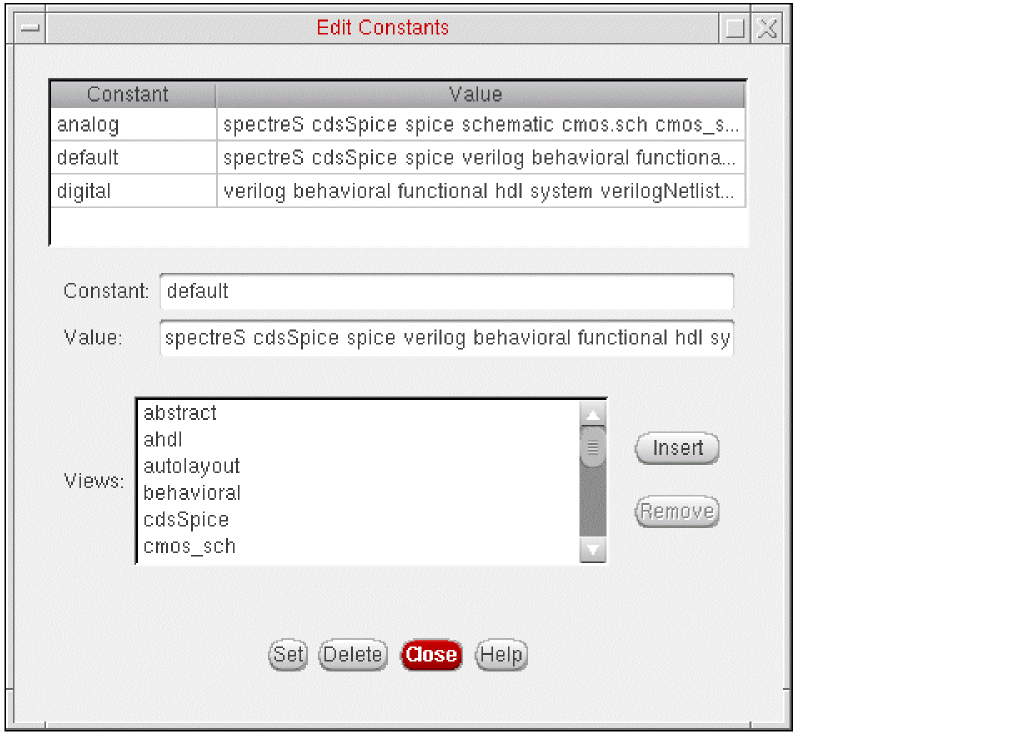 Edit Constants
Constant Value
analog spectreS cdsSpice spice schematic cmos.sch cmos_s...
default spectreS cdsSpice spice verilog behavioral functiona...
digital verilog behavioral functional hdl system verilogNetlist...
Constant: default
Value: spectreS cdsSpice spice verilog behavioral functional hdl sy
abstract
ahdl
autolayout
Views: behavioral
cdsSpice
cmos_sch
Insert
Remove
Set Delete Close Help